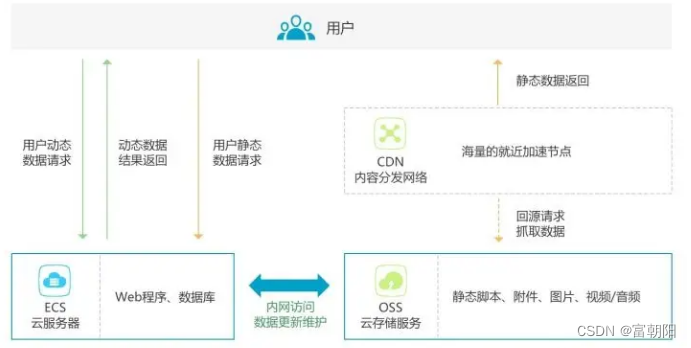 用户
静态数据返回
用户动态
数据请求
动态数据
结果返回
用户静态
数据请求
CDN
内容分发网络
海量的就近加速节点
回源请求
抓取数据
ECS
云服务器
Web程序、数据库
内网访问
数据更新维护
OSS
云存储服务
静态脚本、附件、图片、视频/音频
CSDN @富朝阳